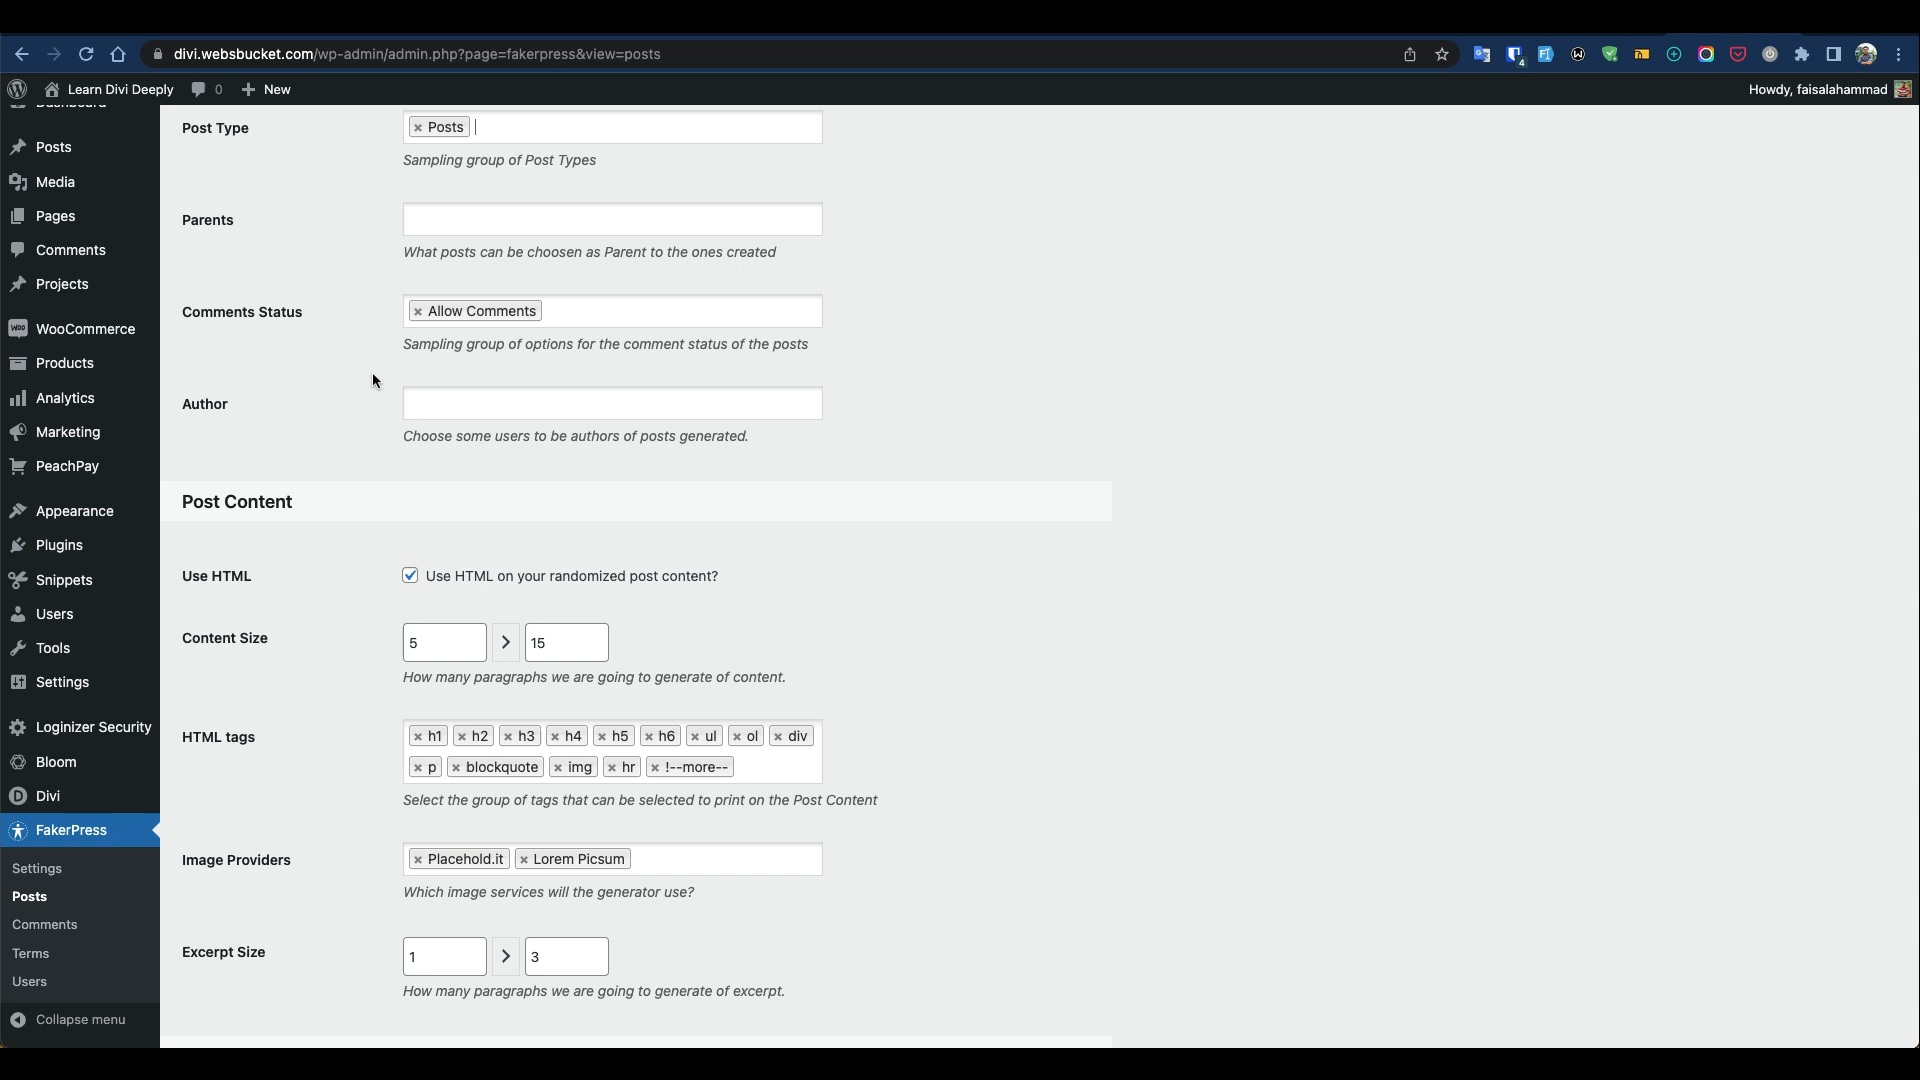 divi.websbucket.com/wp-admin/admin.php?page=fakerpress&view=posts
4
Learn Divi Deeply
0
New
Howdy, faisalahammad
Dashboard
Posts
Media
Pages
Comments
Projects
WooCommerce
Products
Analytics
Marketing
PeachPay
Appearance
Plugins
Snippets
Users
Tools
Settings
Loginizer Security
Bloom
Divi
FakerPress
Settings
Posts
Comments
Terms
Users
Collapse menu
Post Type
× Posts
Sampling group of Post Types
Parents
What posts can be choosen as Parent to the ones created
Comments Status
× Allow Comments
Sampling group of options for the comment status of the posts
Author
Choose some users to be authors of posts generated.
Post Content
Use HTML
Use HTML on your randomized post content?
Content Size
5 > 15
How many paragraphs we are going to generate of content.
HTML tags
× h1 × h2 × h3 × h4 × h5 × h6 × ul × ol × div
× p × blockquote × img × hr × !--more--
Select the group of tags that can be selected to print on the Post Content
Image Providers
× Placehold.it × Lorem Picsum
Which image services will the generator use?
Excerpt Size
1 > 3
How many paragraphs we are going to generate of excerpt.